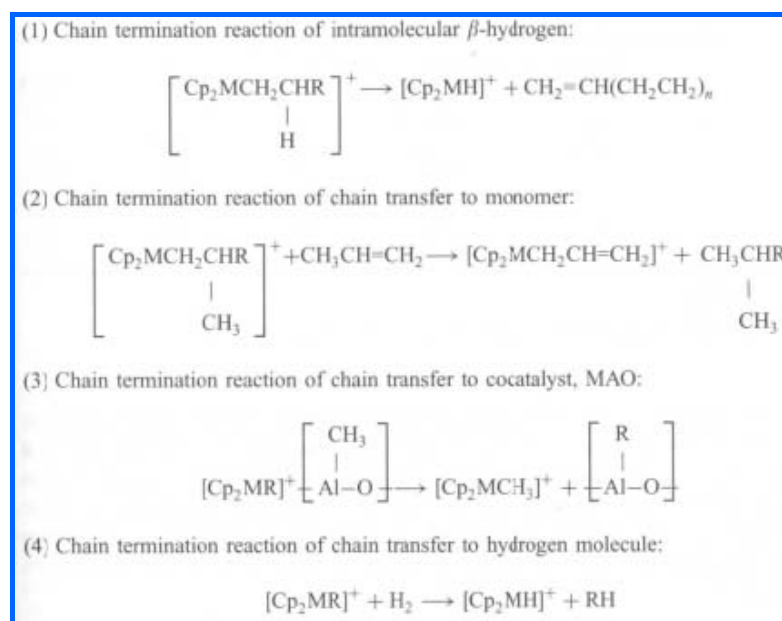 (1) Chain termination reaction of intramolecular β-hydrogen:
[Cp₂MCH₂CHR]⁺ → [Cp₂MH]⁺ + CH₂=CH(CH₂CH₂)ₙ
|
H
(2) Chain termination reaction of chain transfer to monomer:
[Cp₂MCH₂CHR]⁺+CH₃CH=CH₂ → [Cp₂MCH₂CH=CH₂]⁺ + CH₃CHR
| |
CH₃ CH₃
(3) Chain termination reaction of chain transfer to cocatalyst, MAO:
CH₃ R
| |
[Cp₂MR]⁺ [Al–O] → [Cp₂MCH₃]⁺ + [Al–O]
(4) Chain termination reaction of chain transfer to hydrogen molecule:
[Cp₂MR]⁺ + H₂ → [Cp₂MH]⁺ + RH